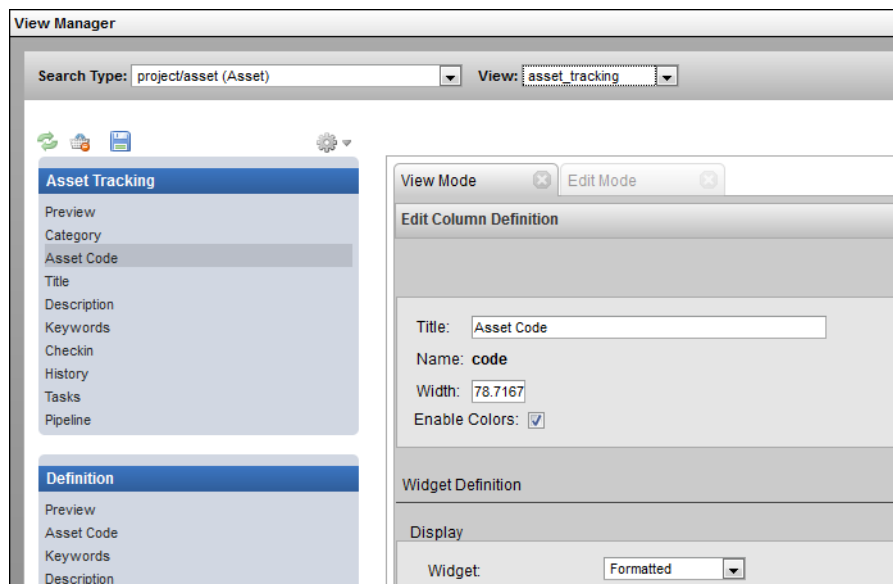 View Manager
Search Type: project/asset (Asset) View: asset_tracking
Asset Tracking
Preview
Category
Asset Code
Title
Description
Keywords
Checkin
History
Tasks
Pipeline
Definition
Preview
Asset Code
Keywords
Description
View Mode Edit Mode
Edit Column Definition
Title: Asset Code
Name: code
Width: 78.7167
Enable Colors:
Widget Definition
Display
Widget: Formatted